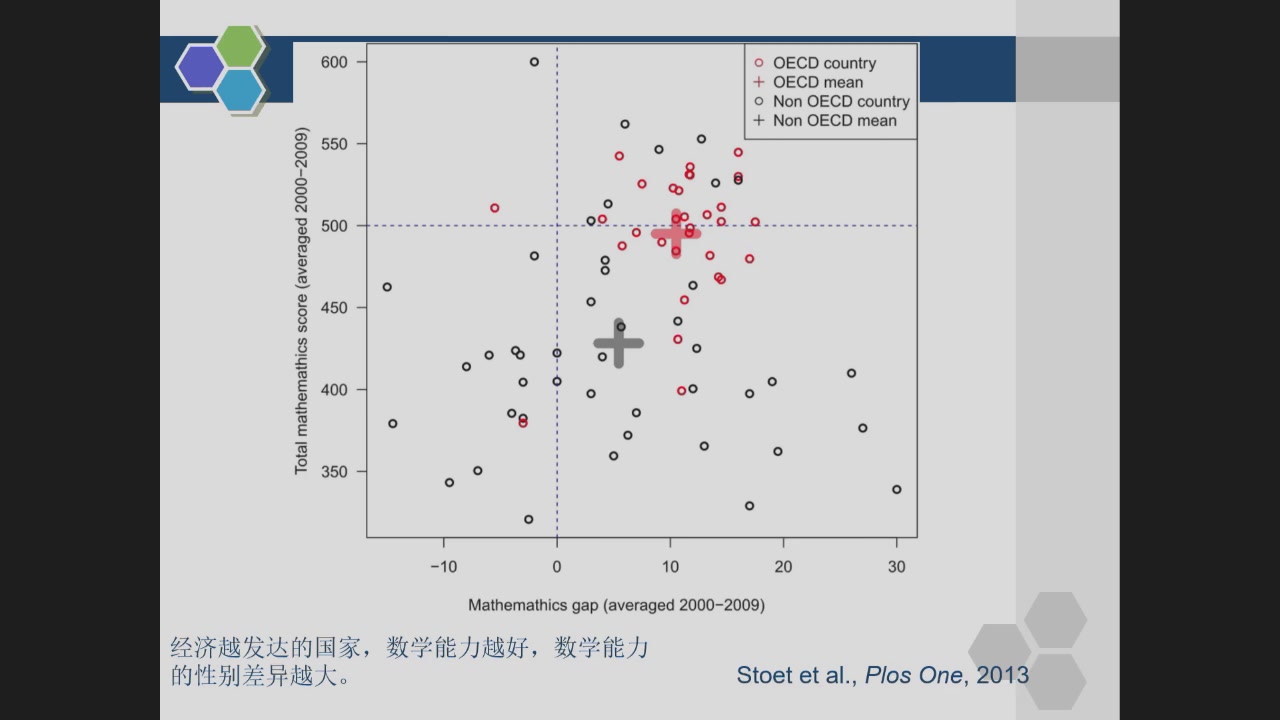 600
550
500
450
400
350
Total mathemathics score (averaged 2000−2009)
OECD country
OECD mean
Non OECD country
Non OECD mean
−10 0 10 20 30
Mathemathics gap (averaged 2000−2009)
经济越发达的国家，数学能力越好，数学能力
的性别差异越大。
Stoet et al., Plos One, 2013